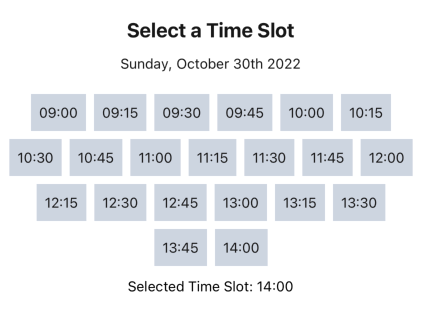 Select a Time Slot
Sunday, October 30th 2022
09:00 09:15 09:30 09:45 10:00 10:15
10:30 10:45 11:00 11:15 11:30 11:45 12:00
12:15 12:30 12:45 13:00 13:15 13:30
13:45 14:00
Selected Time Slot: 14:00